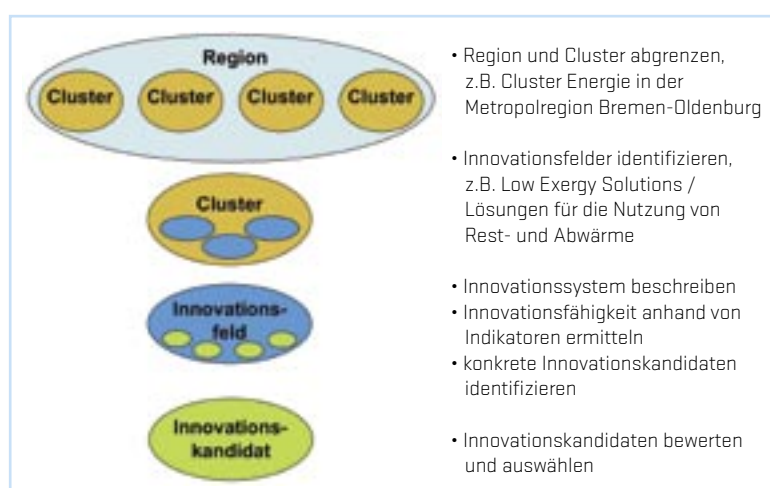 Region
Cluster Cluster Cluster Cluster
• Region und Cluster abgrenzen,
z.B. Cluster Energie in der
Metropolregion Bremen-Oldenburg
Cluster
• Innovationsfelder identifizieren,
z.B. Low Exergy Solutions /
Lösungen für die Nutzung von
Rest- und Abwärme
Innovations-
feld
• Innovationssystem beschreiben
• Innovationsfähigkeit anhand von
Indikatoren ermitteln
• konkrete Innovationskandidaten
identifizieren
Innovations-
kandidat
• Innovationskandidaten bewerten
und auswählen